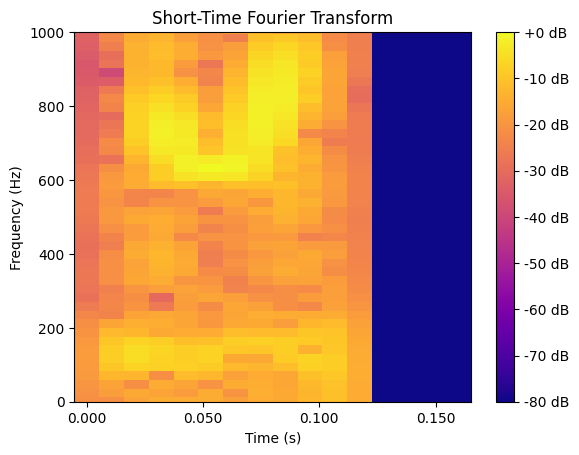 Short-Time Fourier Transform
Frequency (Hz)
1000
800
600
400
200
0
0.000
0.050
0.100
0.150
Time (s)
+0 dB
-10 dB
-20 dB
-30 dB
-40 dB
-50 dB
-60 dB
-70 dB
-80 dB